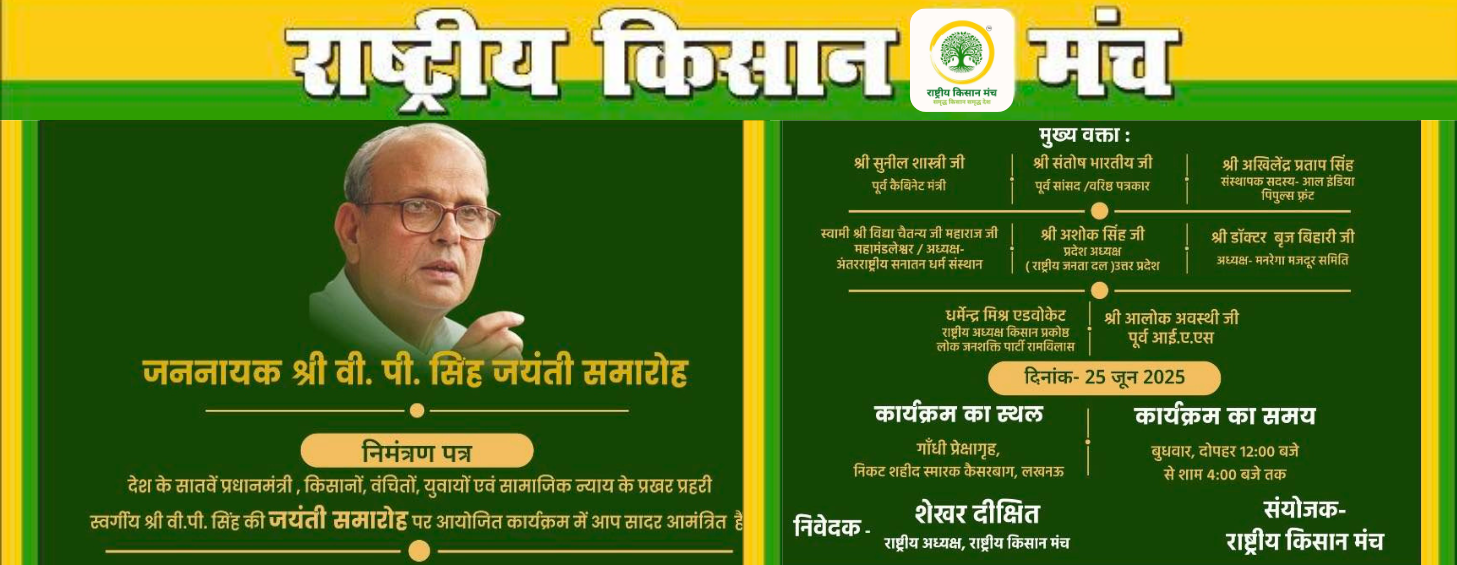 राष्ट्रीय किसान मंच
राष्ट्रीय किसान मंच
समृद्ध किसान समृद्ध देश
जननायक श्री वी. पी. सिंह जयंती समारोह
निमंत्रण पत्र
देश के सातवें प्रधानमंत्री , किसानों, वंचितों, युवायों एवं सामाजिक न्याय के प्रखर प्रहरी
स्वर्गीय श्री वी.पी. सिंह की जयंती समारोह पर आयोजित कार्यक्रम में आप सादर आमंत्रित है
मुख्य वक्ता :
श्री सुनील शास्त्री जी
पूर्व कैबिनेट मंत्री
श्री संतोष भारतीय जी
पूर्व सांसद /वरिष्ठ पत्रकार
श्री अखिलेंद्र प्रताप सिंह
संस्थापक सदस्य- आल इंडिया
पिपुल्स फ्रंट
स्वामी श्री विद्या चैतन्य जी महाराज जी
महामंडलेश्वर / अध्यक्ष-
अंतरराष्ट्रीय सनातन धर्म संस्थान
श्री अशोक सिंह जी
प्रदेश अध्यक्ष
( राष्ट्रीय जनता दल )उत्तर प्रदेश
श्री डॉक्टर बृज बिहारी जी
अध्यक्ष- मनरेगा मजदूर समिति
धर्मेन्द्र मिश्र एडवोकेट
राष्ट्रीय अध्यक्ष किसान प्रकोष्ठ
लोक जनशक्ति पार्टी रामविलास
श्री आलोक अवस्थी जी
पूर्व आई.ए.एस
दिनांक- 25 जून 2025
कार्यक्रम का स्थल
गाँधी प्रेक्षागृह,
निकट शहीद स्मारक कैसरबाग, लखनऊ
कार्यक्रम का समय
बुधवार, दोपहर 12:00 बजे
से शाम 4:00 बजे तक
निवेदक -
शेखर दीक्षित
राष्ट्रीय अध्यक्ष, राष्ट्रीय किसान मंच
संयोजक-
राष्ट्रीय किसान मंच